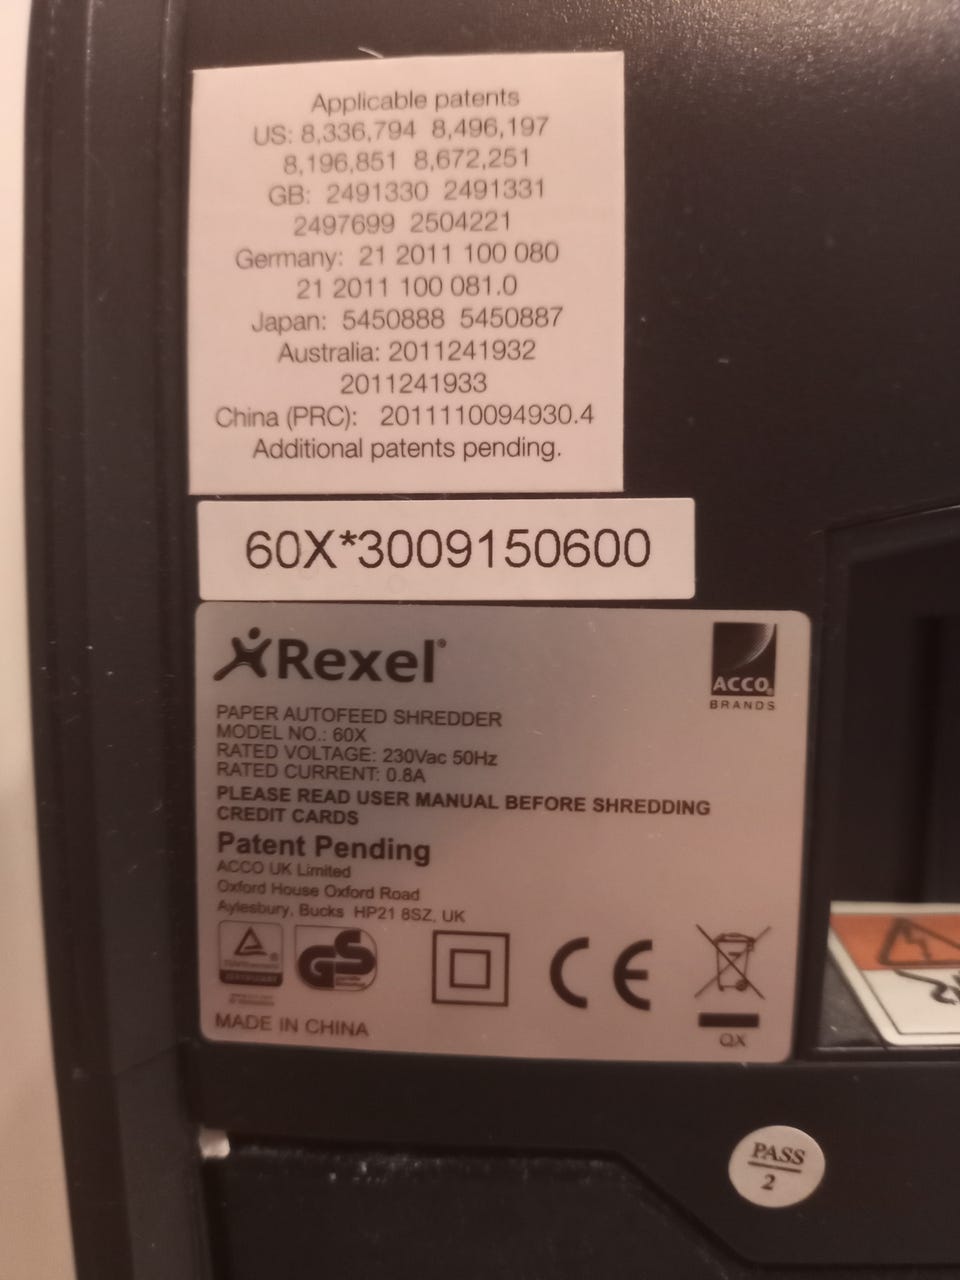 Applicable patents
US: 8,336,794 8,496,197
8,196,851 8,672,251
GB: 2491330 2491331
2497699 2504221
Germany: 21 2011 100 080
21 2011 100 081.0
Japan: 5450888 5450887
Australia: 2011241932
2011241933
China (PRC): 2011110094930.4
Additional patents pending.
60X*3009150600
Rexel®
ACCO®
BRANDS
PAPER AUTOFEED SHREDDER
MODEL NO.: 60X
RATED VOLTAGE: 230Vac 50Hz
RATED CURRENT: 0.8A
PLEASE READ USER MANUAL BEFORE SHREDDING
CREDIT CARDS
Patent Pending
ACCO UK Limited
Oxford House Oxford Road
Aylesbury, Bucks HP21 8SZ, UK
GS
CE
MADE IN CHINA
QX
PASS
2